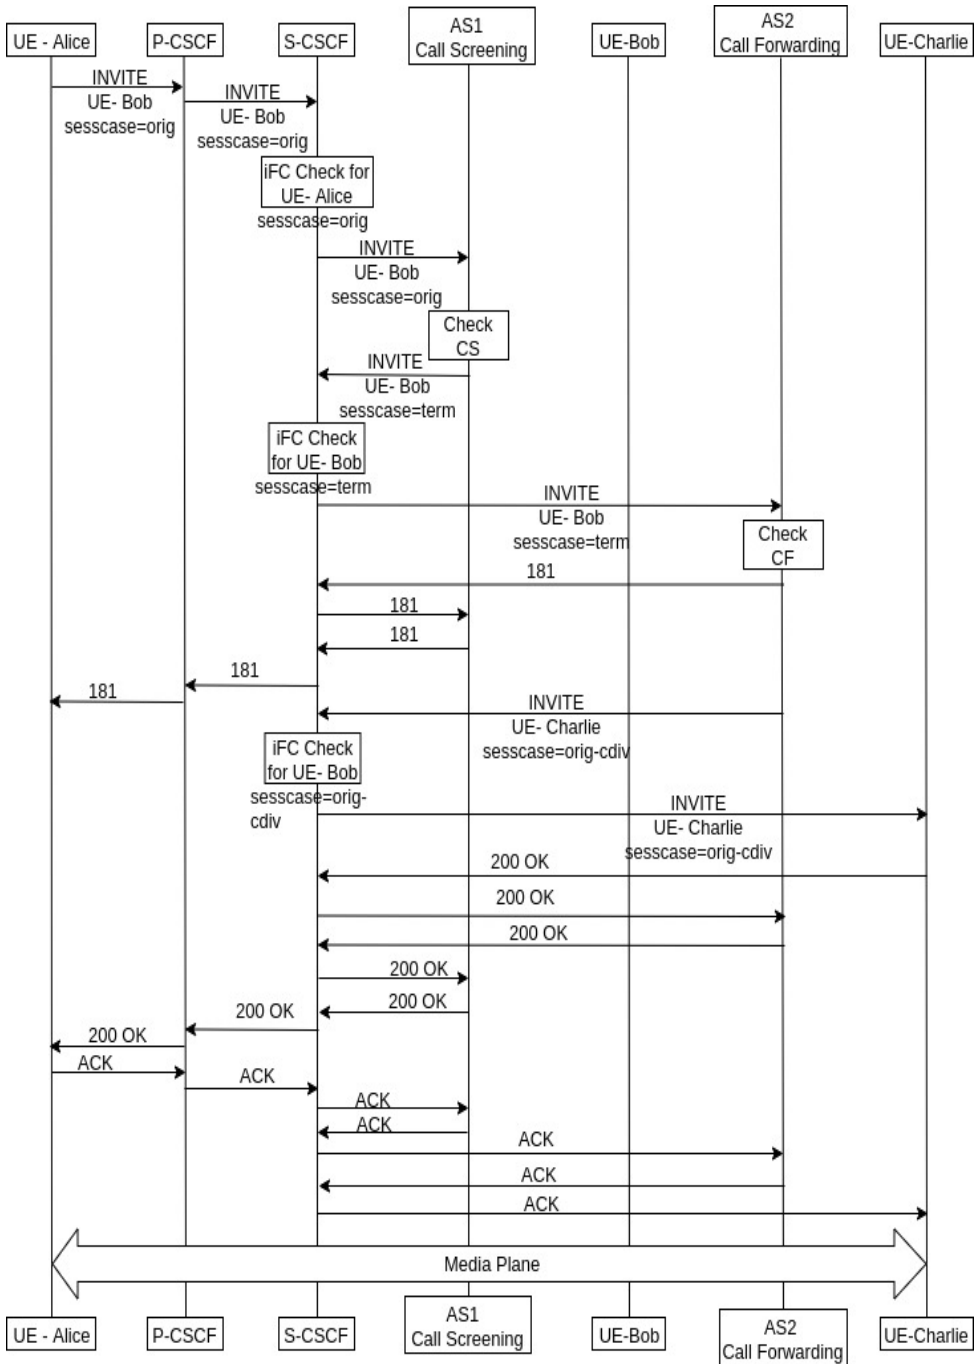 UE - Alice
P-CSCF
S-CSCF
AS1
Call Screening
UE-Bob
AS2
Call Forwarding
UE-Charlie
INVITE
UE- Bob
sesscase=orig
INVITE
UE- Bob
sesscase=orig
iFC Check for
UE- Alice
sesscase=orig
INVITE
UE- Bob
sesscase=orig
Check
CS
INVITE
UE- Bob
sesscase=term
iFC Check
for UE- Bob
sesscase=term
INVITE
UE- Bob
sesscase=term
Check
CF
181
181
181
181
181
INVITE
UE- Charlie
sesscase=orig-cdiv
iFC Check
for UE- Bob
sesscase=orig-
cdiv
INVITE
UE- Charlie
sesscase=orig-cdiv
200 OK
200 OK
200 OK
200 OK
200 OK
200 OK
200 OK
ACK
ACK
ACK
ACK
ACK
ACK
ACK
Media Plane
UE - Alice
P-CSCF
S-CSCF
AS1
Call Screening
UE-Bob
AS2
Call Forwarding
UE-Charlie